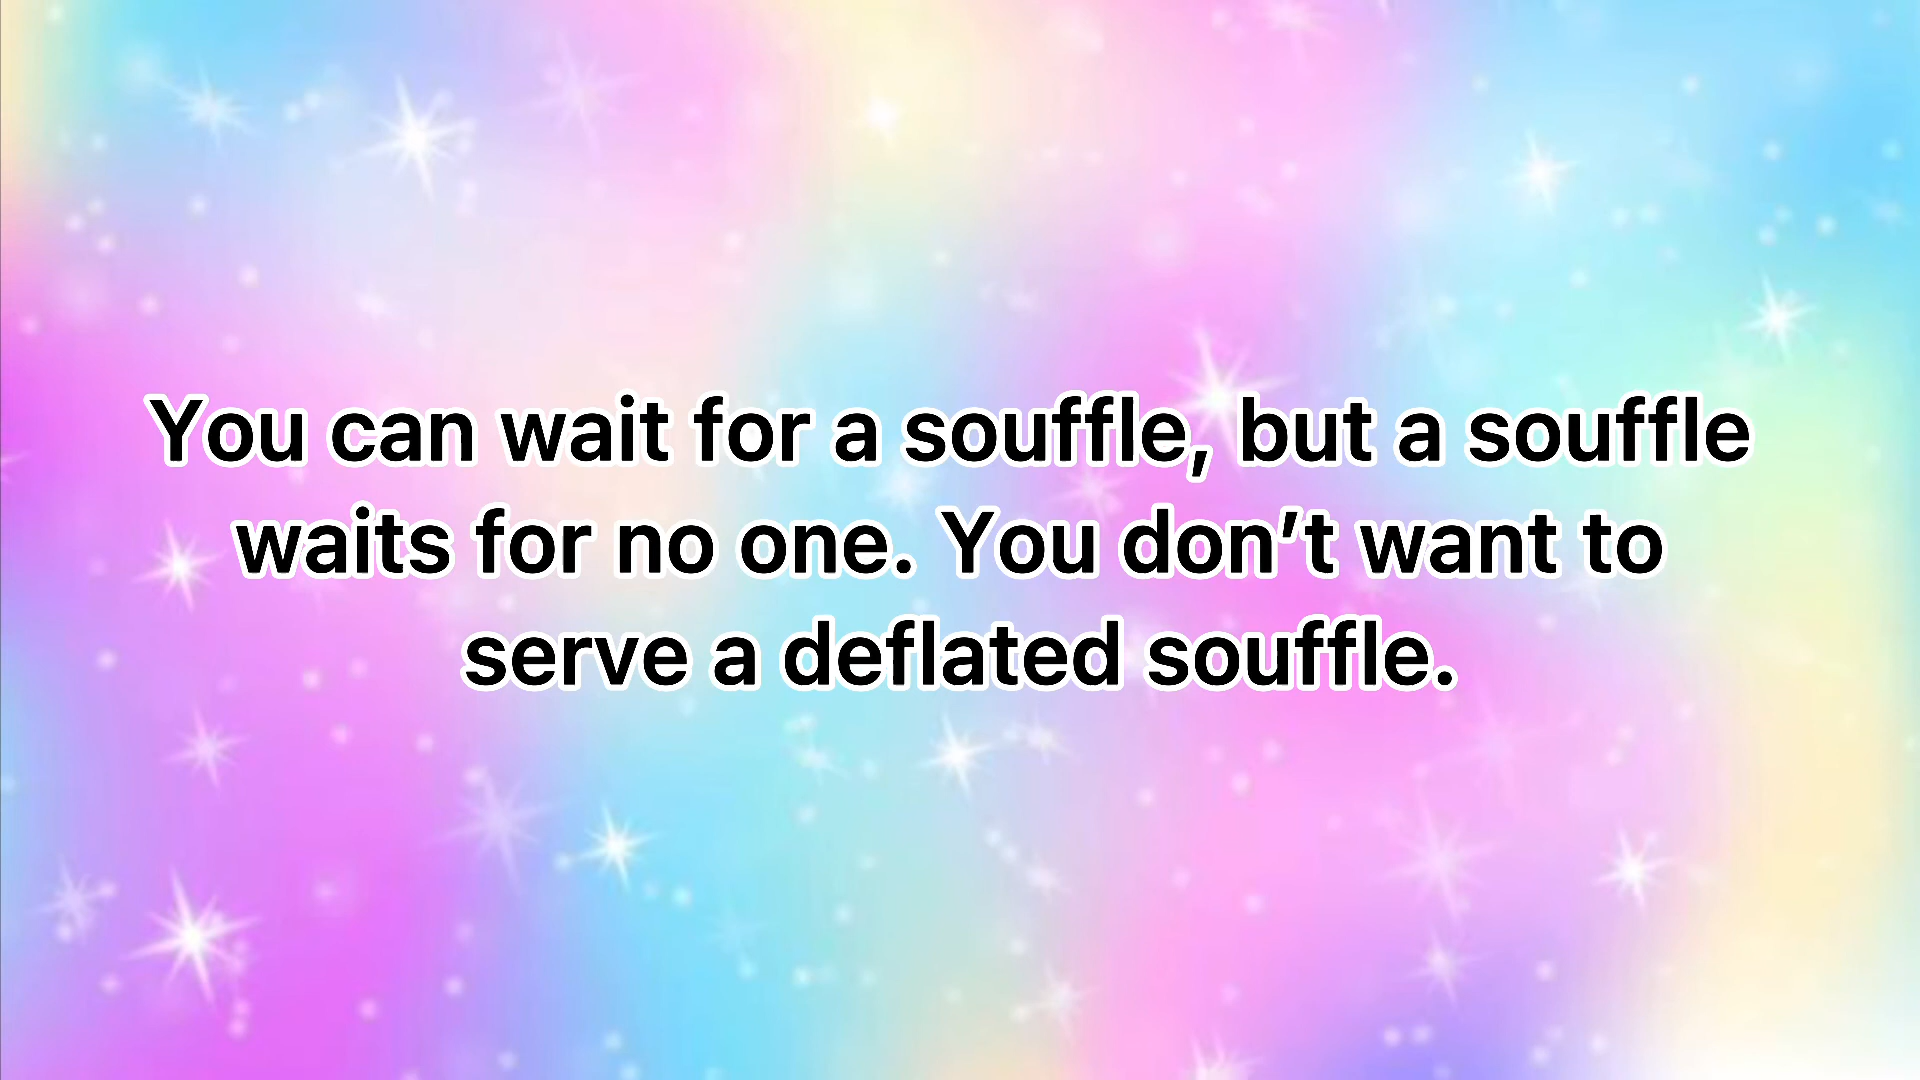 You can wait for a souffle, but a souffle
waits for no one. You don’t want to
serve a deflated souffle.